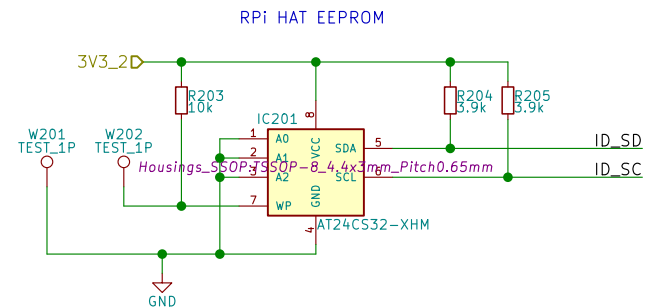 RPi HAT EEPROM
3V3_2
R203
10k
R204
3.9k
R205
3.9k
IC201
W201
TEST_1P
W202
TEST_1P
1
A0
2
A1
3
A2
7
WP
8
VCC
GND
4
SDA
5
SCL
6
ID_SD
ID_SC
Housings_SSOP:TSSOP-8_4.4x3mm_Pitch0.65mm
AT24CS32-XHM
GND